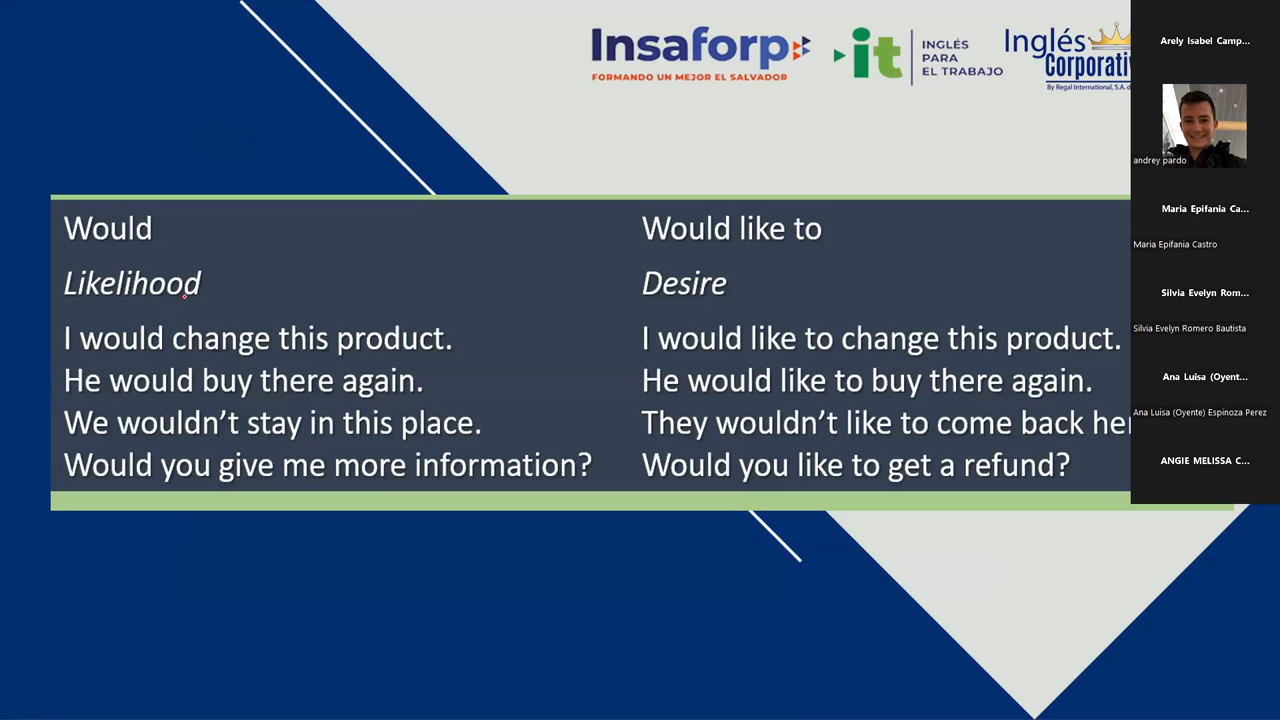 Insaforp
FORMANDO UN MEJOR EL SALVADOR
it
INGLÉS
PARA
EL TRABAJO
Inglés
By Regal International, S.A.
Would
Likelihood
I would change this product.
He would buy there again.
We wouldn't stay in this place.
Would you give me more information?
Would like to
Desire
I would like to change this product.
He would like to buy there again.
They wouldn't like to come back
Would you like to get a refund?
Arely Isabel Camp...
andrey pardo
Maria Epifania Ca...
Maria Epifania Castro
Silvia Evelyn Rom...
Silvia Evelyn Romero Bautista
Ana Luisa (Oyent...
Ana Luisa (Oyente) Espinoza Perez
ANGIE MELISSA C...